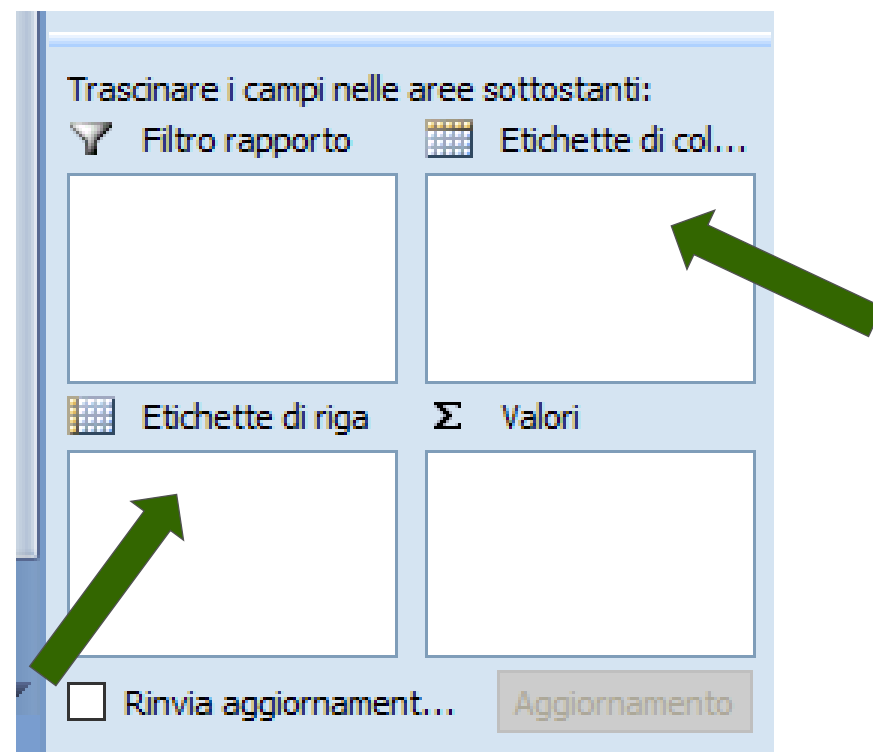 Trascinare i campi nelle aree sottostanti:
Filtro rapporto
Etichette di col...
Etichette di riga
Σ Valori
Rinvia aggiornament...
Aggiornamento